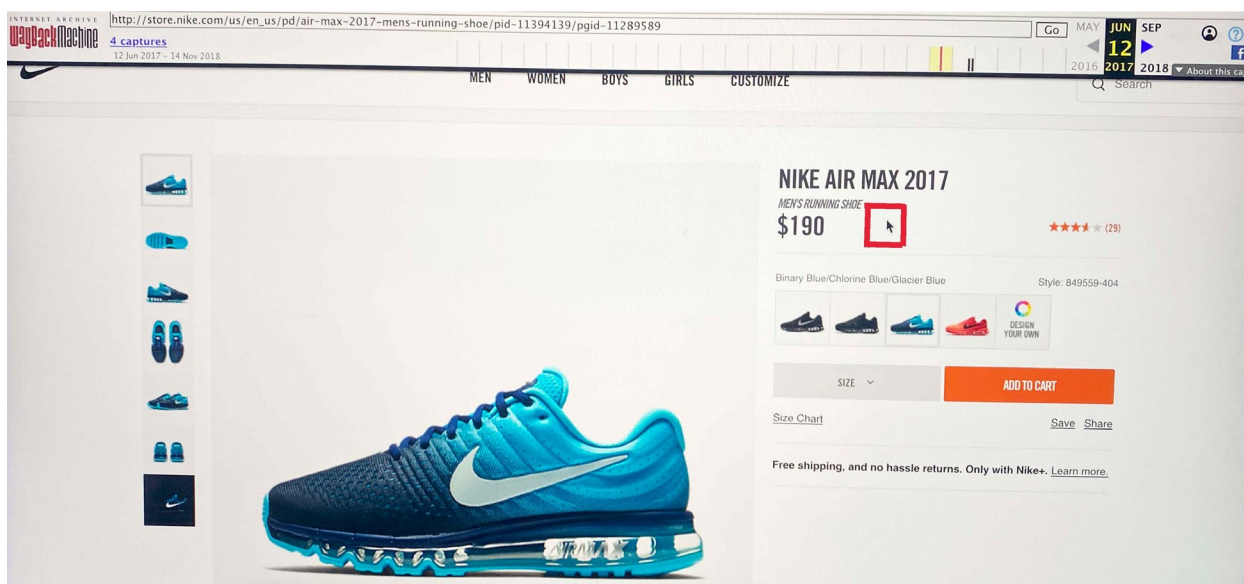 INTERNET ARCHIVE
WayBackMachine
http://store.nike.com/us/en_us/pd/air-max-2017-mens-running-shoe/pid-11394139/pgid-11289589
Go
MAY JUN SEP
4 captures
12
12 Jun 2017 – 14 Nov 2018
2016 2017 2018
▼ About this ca
MEN WOMEN BOYS GIRLS CUSTOMIZE
Search
NIKE AIR MAX 2017
MEN'S RUNNING SHOE
$190
(29)
Binary Blue/Chlorine Blue/Glacier Blue
Style: 849559-404
DESIGN
YOUR OWN
SIZE
ADD TO CART
Size Chart
Save Share
Free shipping, and no hassle returns. Only with Nike+. Learn more.
AIRMAX